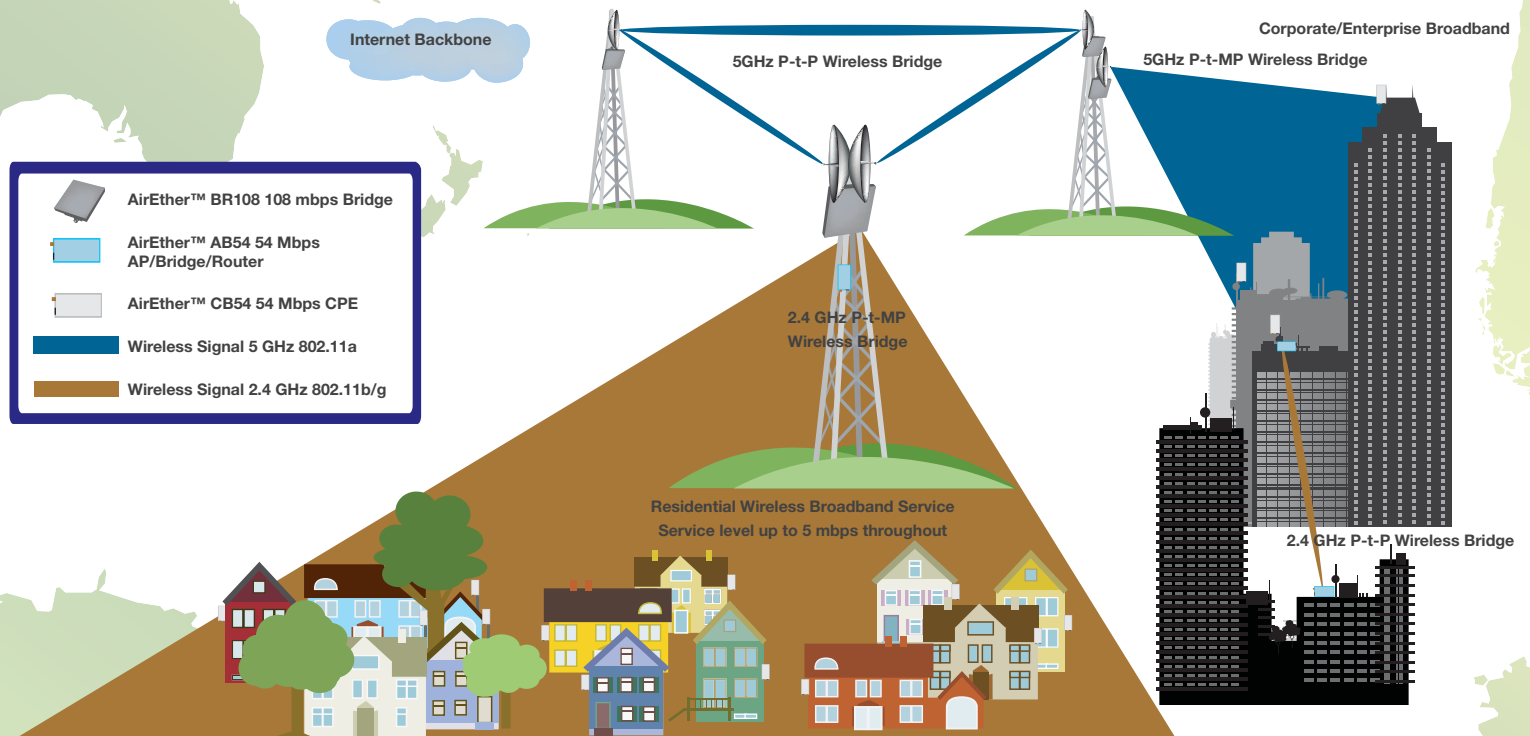 Internet Backbone
5GHz P-t-P Wireless Bridge
Corporate/Enterprise Broadband
5GHz P-t-MP Wireless Bridge
AirEther™ BR108 108 mbps Bridge
AirEther™ AB54 54 Mbps
AP/Bridge/Router
AirEther™ CB54 54 Mbps CPE
Wireless Signal 5 GHz 802.11a
Wireless Signal 2.4 GHz 802.11b/g
2.4 GHz P-t-MP
Wireless Bridge
Residential Wireless Broadband Service
Service level up to 5 mbps throughout
2.4 GHz P-t-P Wireless Bridge